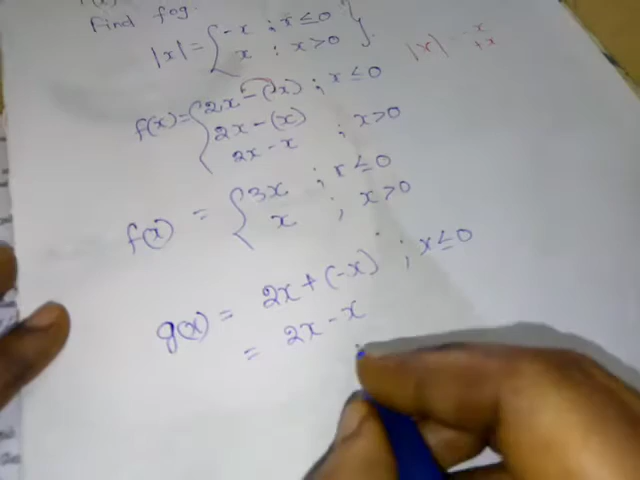 Find fog.
|x| = { -x ; x ≤ 0
x ; x > 0 }.
|x| -x
+x
f(x) = { 2x - (-x) ; x ≤ 0
2x - (x) ; x > 0
2x - x
f(x) = { 3x ; x ≤ 0
x ; x > 0
g(x) = 2x + (-x) ; x ≤ 0
= 2x - x